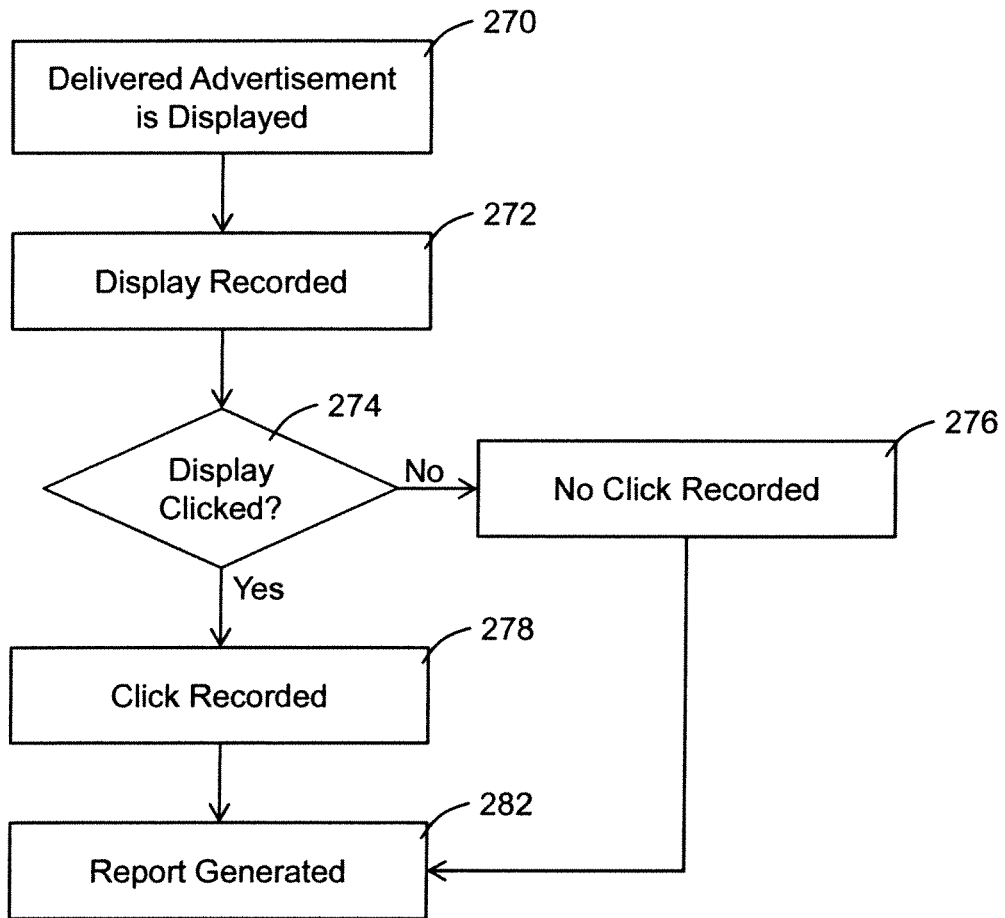 270
Delivered Advertisement
is Displayed
272
Display Recorded
274
Display
Clicked?
No
276
No Click Recorded
Yes
278
Click Recorded
282
Report Generated